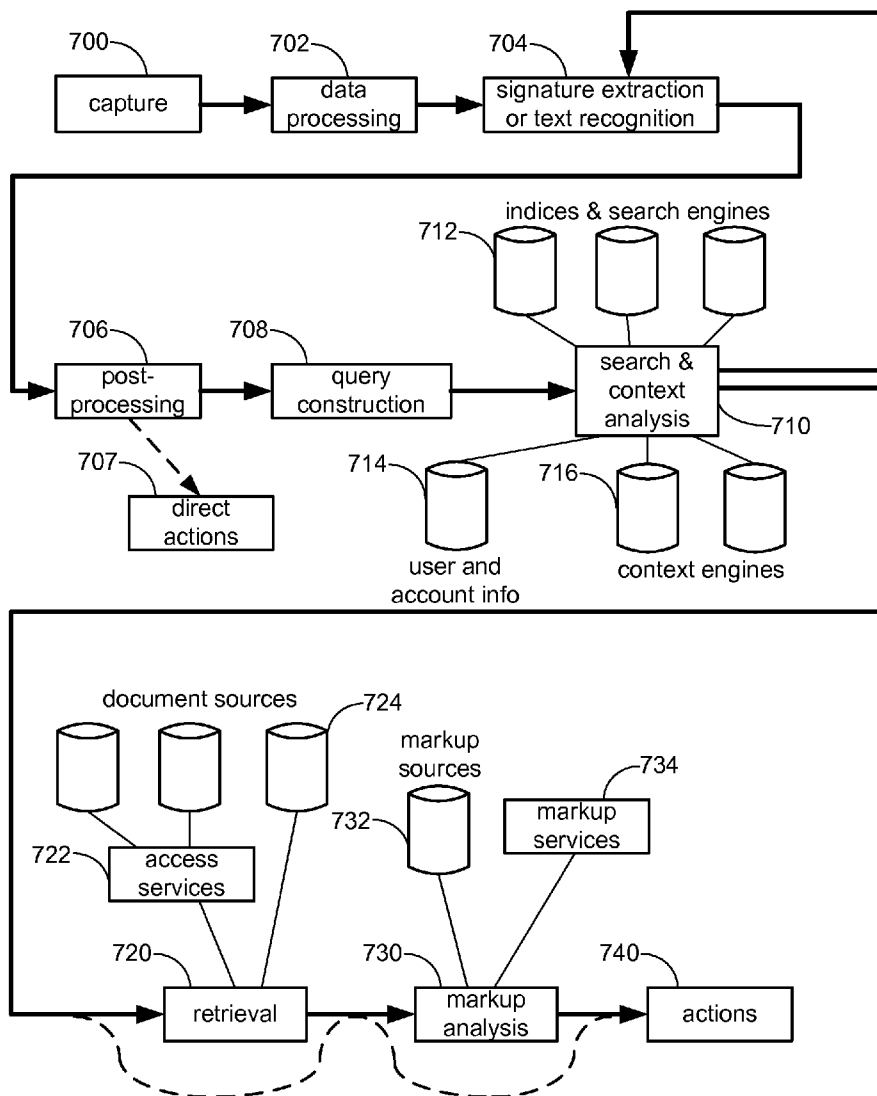 700
702
704
capture
data
processing
signature extraction
or text recognition
indices & search engines
712
706
708
post-
processing
query
construction
search &
context
analysis
710
707
714
716
direct
actions
user and
account info
context engines
document sources
724
markup
sources
734
732
markup
services
722
access
services
720
730
740
retrieval
markup
analysis
actions